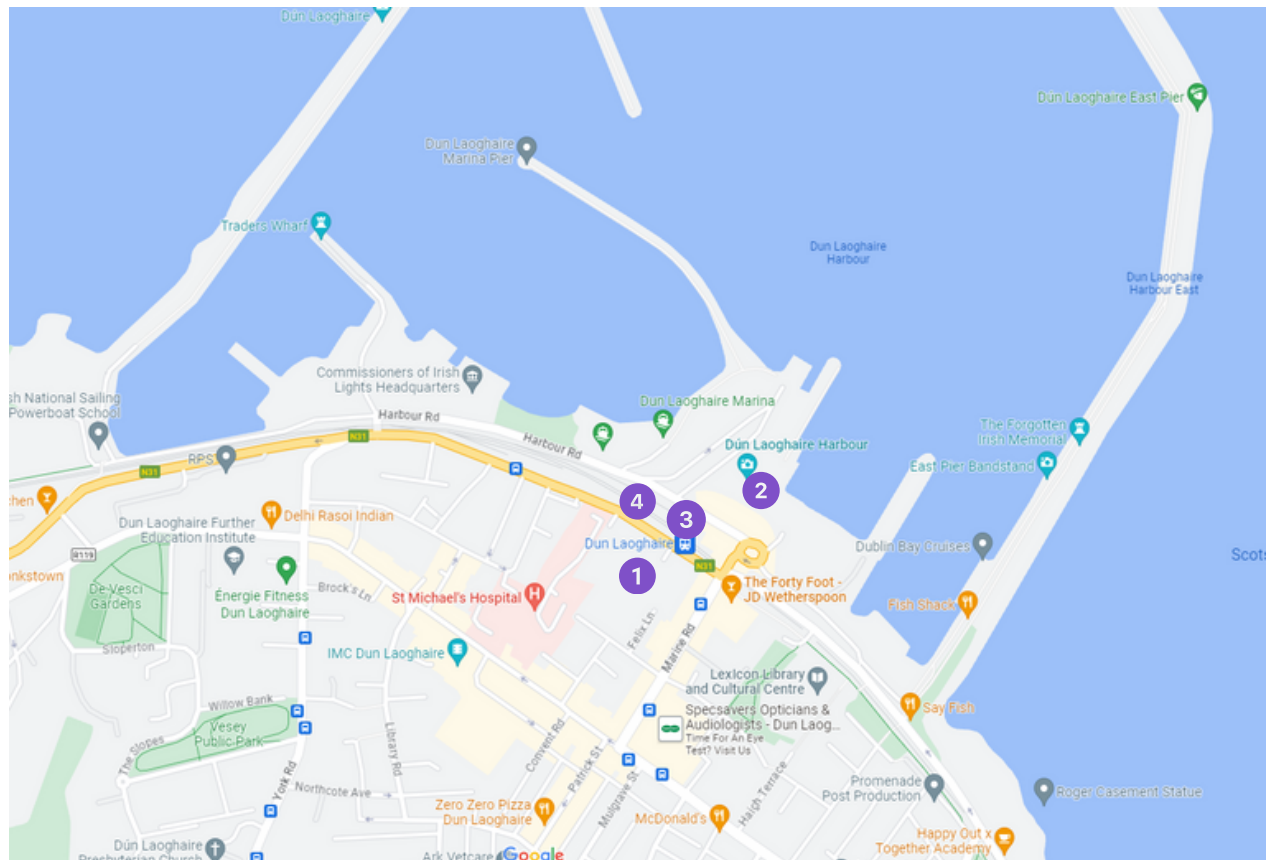 Dún Laoghaire
Dún Laoghaire East Pier
Dun Laoghaire
Marina Pier
Traders Wharf
Dun Laoghaire
Harbour
Dun Laoghaire
Harbour East
Commissioners of Irish
Lights Headquarters
sh National Sailing
Powerboat School
Harbour Rd
Dun Laoghaire Marina
The Forgotten
Irish Memorial
N31
Harbour Rd
Dún Laoghaire Harbour
RPS
N31
East Pier Bandstand
chen
2
4
Delhi Rasoi Indian
3
Dun Laoghaire Further
Education Institute
Dun Laoghaire
Dublin Bay Cruises
R119
Scots
N31
onkstown
1
De Vesci
Gardens
Énergie Fitness
Dun Laoghaire
Brock's Ln
St Michael's Hospital
H
The Forty Foot -
JD Wetherspoon
Fish Shack
Felix Ln
Marine Rd
Sloperton
IMC Dun Laoghaire
LexIcon Library
and Cultural Centre
Willow Bank
Say Fish
Specsavers Opticians &
Audiologists - Dun Laog...
Time For An Eye
Test? Visit Us
Vesey
Public Park
The Slopes
Library Rd
Convent Rd
Patrick St
York Rd
Northcote Ave
Mulgrave St
Haigh Terrace
Promenade
Post Production
Roger Casement Statue
Zero Zero Pizza
Dun Laoghaire
McDonald's
Happy Out x
Together Academy
Dún Laoghaire
Presbyterian Church
Ark Vetcare
Google